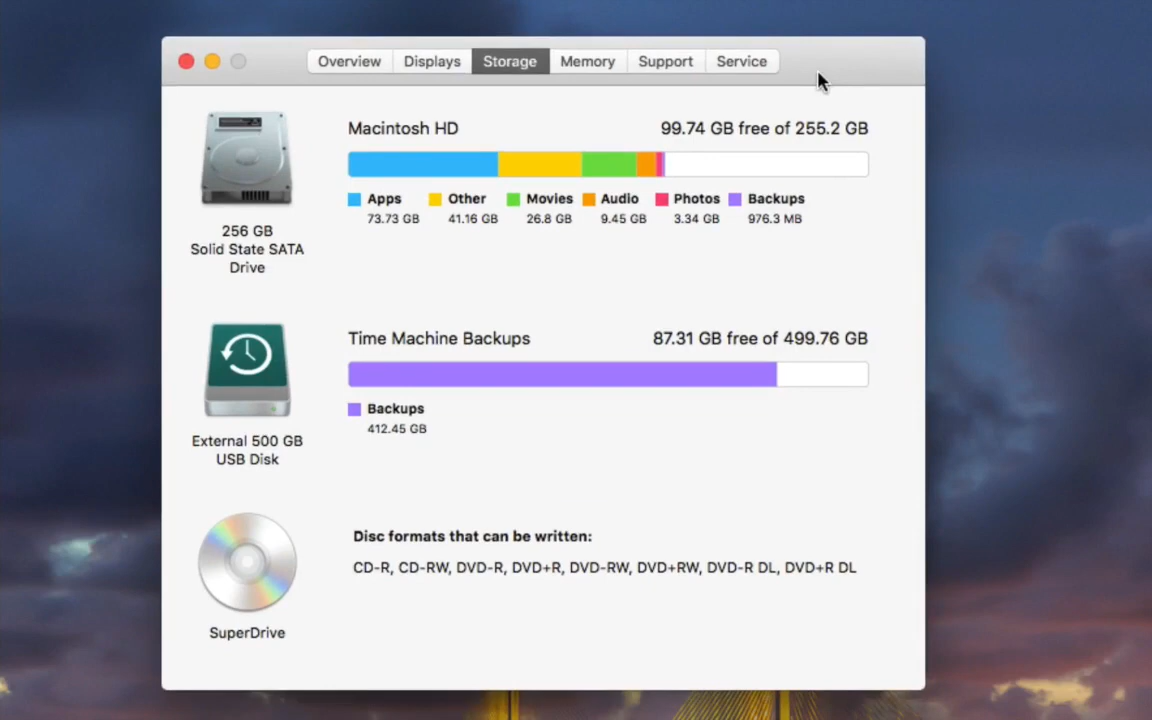 Overview Displays Storage Memory Support Service
Macintosh HD 99.74 GB free of 255.2 GB
Apps Other Movies Audio Photos Backups
73.73 GB 41.16 GB 26.8 GB 9.45 GB 3.34 GB 976.3 MB
256 GB
Solid State SATA
Drive
Time Machine Backups 87.31 GB free of 499.76 GB
Backups
412.45 GB
External 500 GB
USB Disk
Disc formats that can be written:
CD-R, CD-RW, DVD-R, DVD+R, DVD-RW, DVD+RW, DVD-R DL, DVD+R DL
SuperDrive